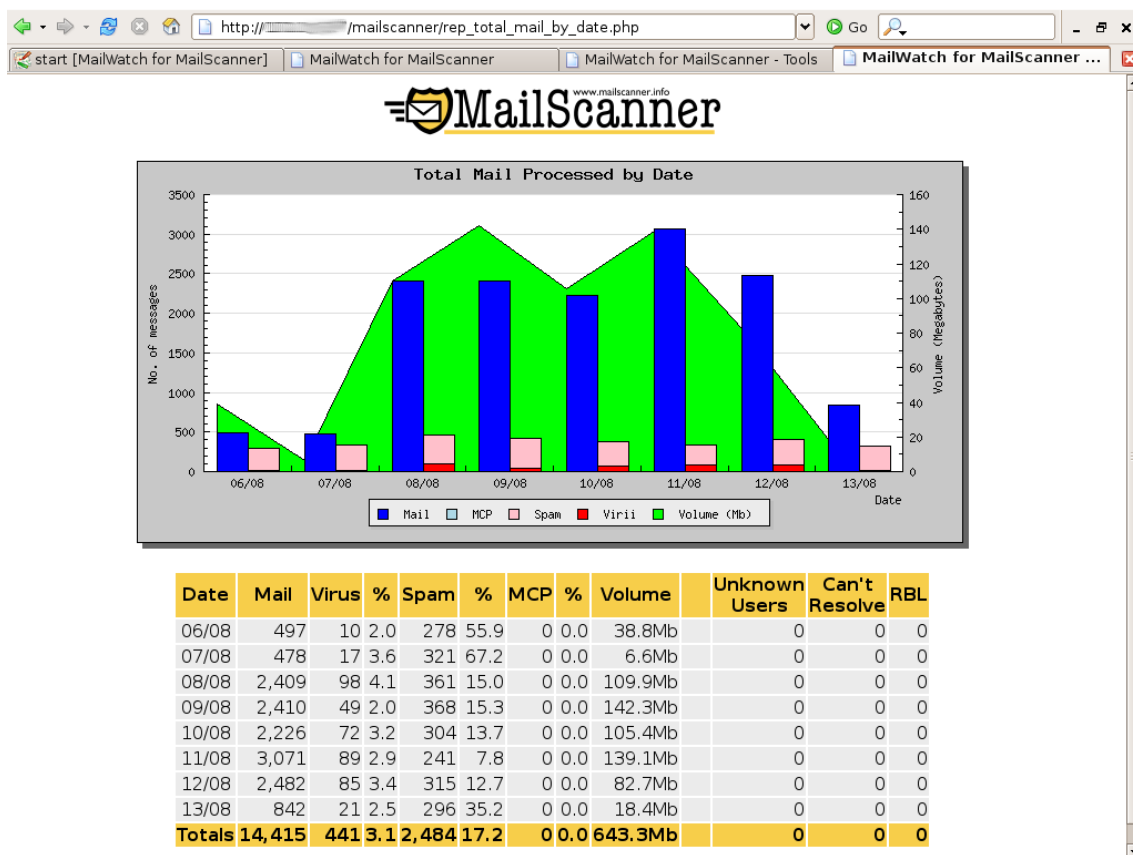 http:// /mailscanner/rep_total_mail_by_date.php Go
start [MailWatch for MailScanner] MailWatch for MailScanner MailWatch for MailScanner - Tools MailWatch for MailScanner ...
www.mailscanner.info
MailScanner
Total Mail Processed by Date
3500 160
3000 140
2500 120
2000 100
1500 80
1000 60
500 40
0 20
0
No. of messages
Volume (Megabytes)
06/08 07/08 08/08 09/08 10/08 11/08 12/08 13/08
Date
Mail MCP Spam Virii Volume (Mb)
Date Mail Virus % Spam % MCP % Volume Unknown Users Can't Resolve RBL
06/08 497 10 2.0 278 55.9 0 0.0 38.8Mb 0 0 0
07/08 478 17 3.6 321 67.2 0 0.0 6.6Mb 0 0 0
08/08 2,409 98 4.1 361 15.0 0 0.0 109.9Mb 0 0 0
09/08 2,410 49 2.0 368 15.3 0 0.0 142.3Mb 0 0 0
10/08 2,226 72 3.2 304 13.7 0 0.0 105.4Mb 0 0 0
11/08 3,071 89 2.9 241 7.8 0 0.0 139.1Mb 0 0 0
12/08 2,482 85 3.4 315 12.7 0 0.0 82.7Mb 0 0 0
13/08 842 21 2.5 296 35.2 0 0.0 18.4Mb 0 0 0
Totals 14,415 441 3.1 2,484 17.2 0 0.0 643.3Mb 0 0 0